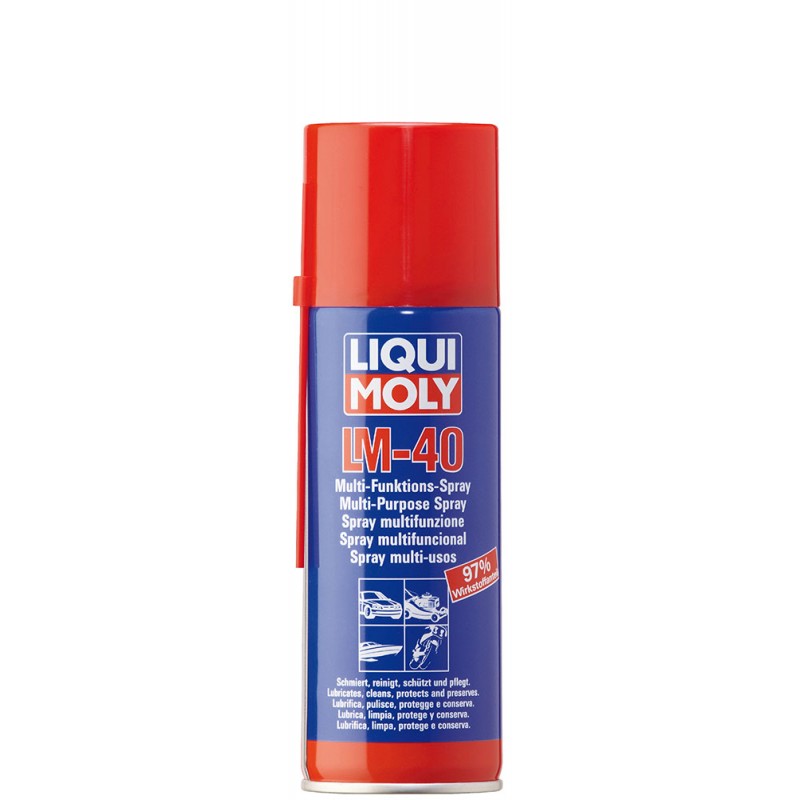 LIQUI
MOLY
LM-40
Multi-Funktions-Spray
Multi-Purpose Spray
Spray multifunzione
Spray multifuncional
Spray multi-usos
97%
Wirkstoffanteil
Schmiert, reinigt, schützt und pflegt.
Lubricates, cleans, protects and preserves.
Lubrifica, pulisce, protegge e conserva.
Lubrica, limpia, protege y conserva.
Lubrifica, limpa, protege e conserva.